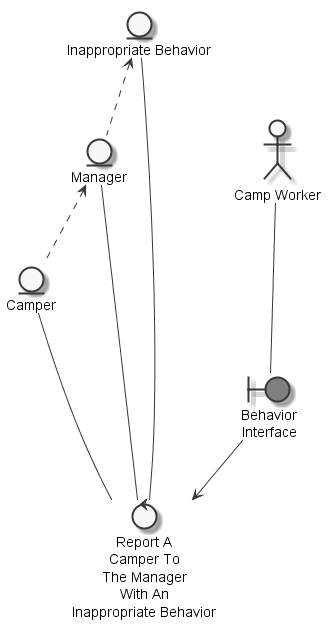 Inappropriate Behavior
Manager
Camp Worker
Camper
Behavior
Interface
Report A
Camper To
The Manager
With An
Inappropriate Behavior